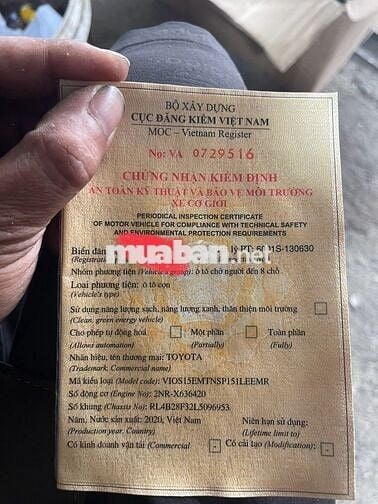 BỘ XÂY DỰNG
CỤC ĐĂNG KIỂM VIỆT NAM
MOC – Vietnam Register
No: VA 0729516
CHỨNG NHẬN KIỂM ĐỊNH
AN TOÀN KỸ THUẬT VÀ BẢO VỆ MÔI TRƯỜNG
XE CƠ GIỚI
PERIODICAL INSPECTION CERTIFICATE
OF MOTOR VEHICLE FOR COMPLIANCE WITH TECHNICAL SAFETY
AND ENVIRONMENTAL PROTECTION REQUIREMENTS
Biển đăng lý PT: 6001S-130630
(Registration
muaban.net
Nhóm phương tiện (Vehicle's group): ô tô chở người đến 8 chỗ
Loại phương tiện: ô tô con
(Vehicle's type)
Sử dụng năng lượng sạch, năng lượng xanh, thân thiện môi trường
(Clean, green energy vehicle)
Cho phép tự động hoá Một phần Toàn phần
(Allows automation) (Partially) (Fully)
Nhãn hiệu, tên thương mại: TOYOTA
(Trademark, Commercial name)
Mã kiểu loại (Model code): VIOS15EMTNSP151LEEMR
Số động cơ (Engine No): 2NR-X636420
Số khung (Chassis No): RL4B28F32L5096953
Năm, Nước sản xuất: 2020, Việt Nam Niên hạn sử dụng:
(Production year, Country) (Lifetime limit to)
Có kinh doanh vận tải (Commercial - Có cải tạo (Modification): -